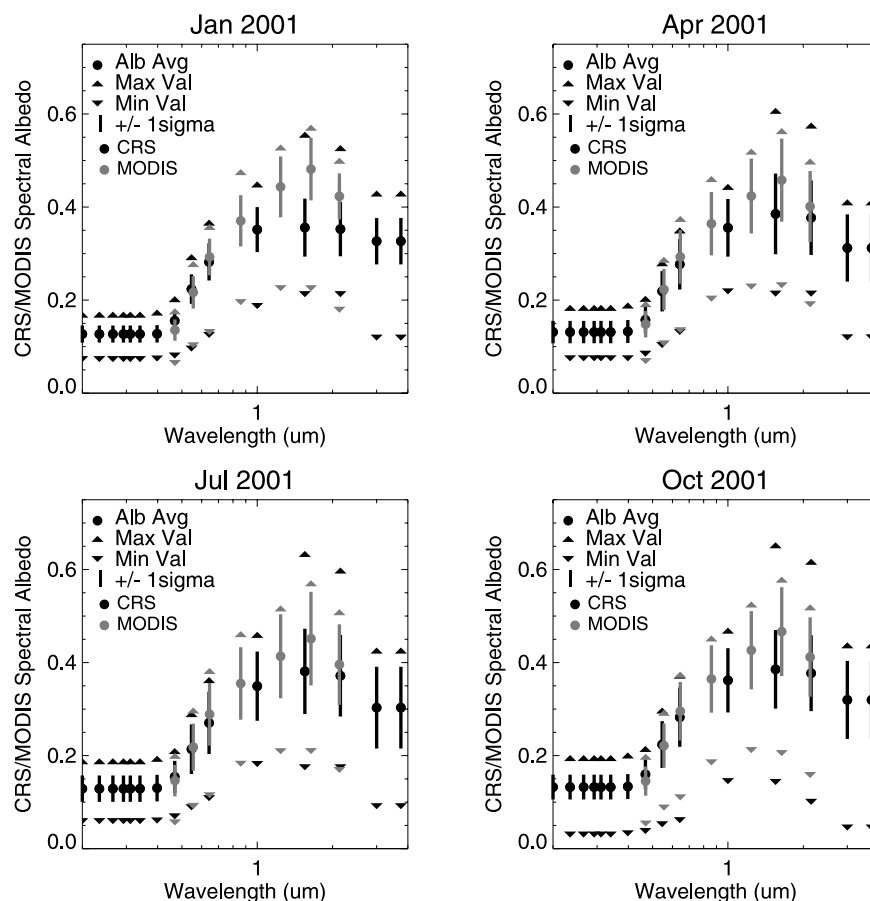 Jan 2001
CRS/MODIS Spectral Albedo
0.6
0.4
0.2
0.0
Alb Avg
Max Val
Min Val
+/- 1sigma
CRS
MODIS
1
Wavelength (um)
Apr 2001
CRS/MODIS Spectral Albedo
0.6
0.4
0.2
0.0
Alb Avg
Max Val
Min Val
+/- 1sigma
CRS
MODIS
1
Wavelength (um)
Jul 2001
CRS/MODIS Spectral Albedo
0.6
0.4
0.2
0.0
Alb Avg
Max Val
Min Val
+/- 1sigma
CRS
MODIS
1
Wavelength (um)
Oct 2001
CRS/MODIS Spectral Albedo
0.6
0.4
0.2
0.0
Alb Avg
Max Val
Min Val
+/- 1sigma
CRS
MODIS
1
Wavelength (um)